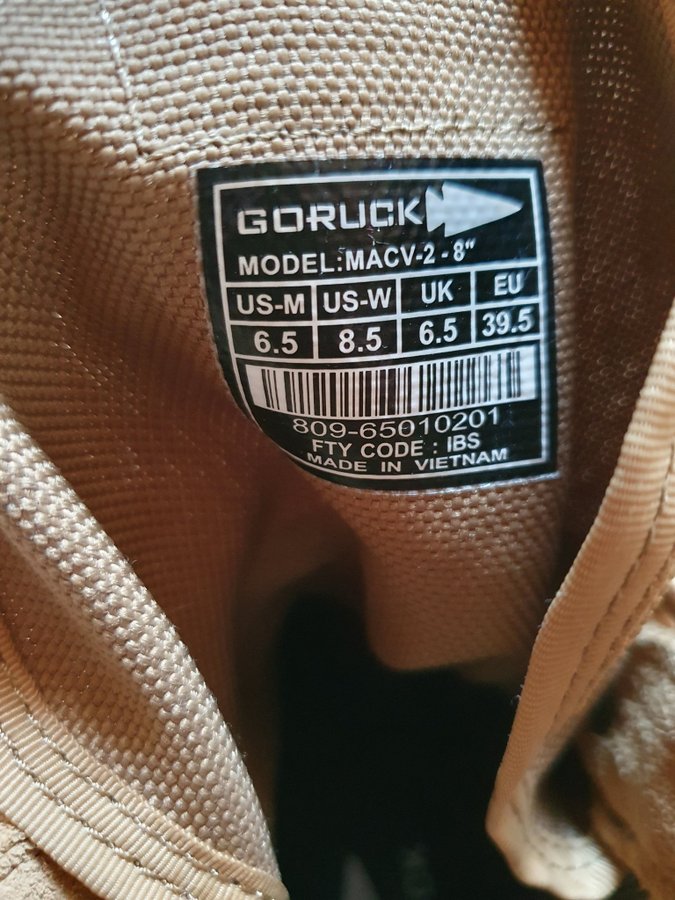 GORUCK
MODEL:MACV-2 - 8"
US-M US-W UK EU
6.5 8.5 6.5 39.5
809-65010201
FTY CODE : IBS
MADE IN VIETNAM